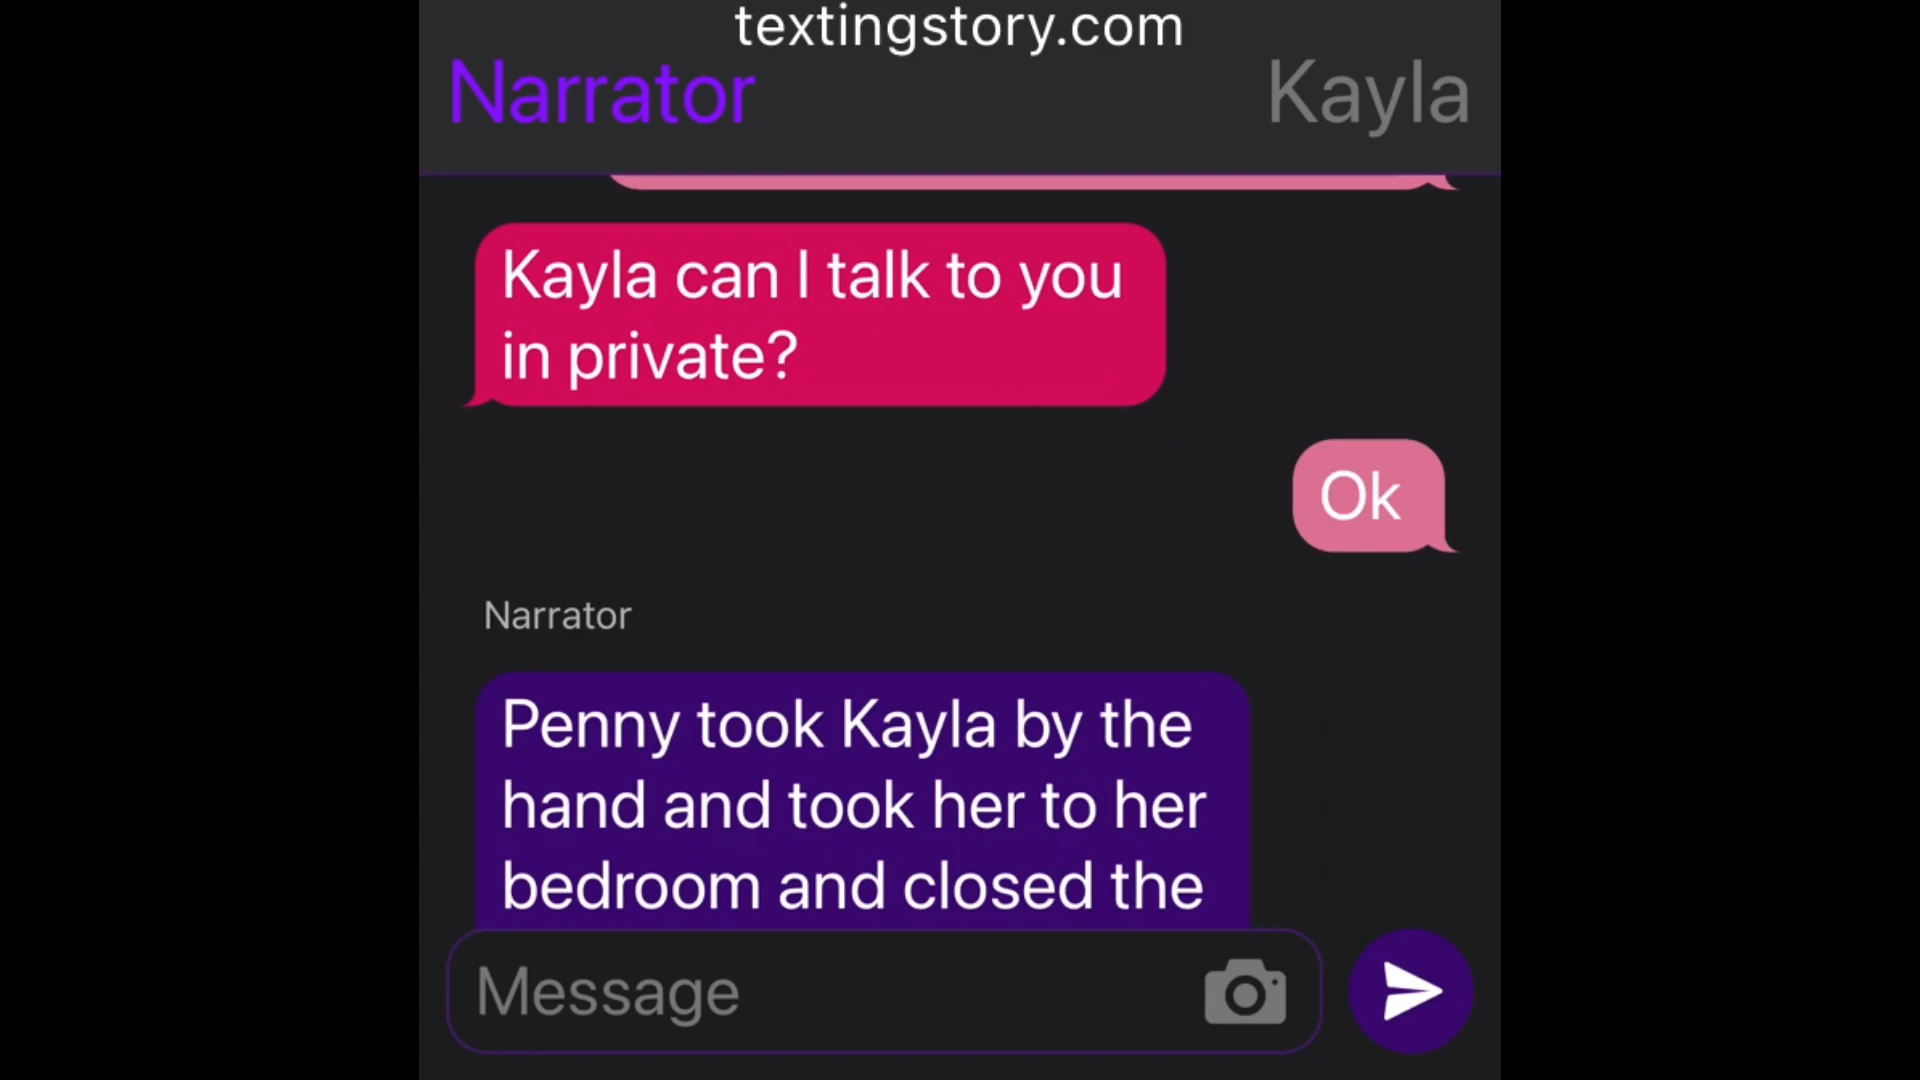 textingstory.com
Narrator Kayla
Kayla can I talk to you
in private?
Ok
Narrator
Penny took Kayla by the
hand and took her to her
bedroom and closed the
Message